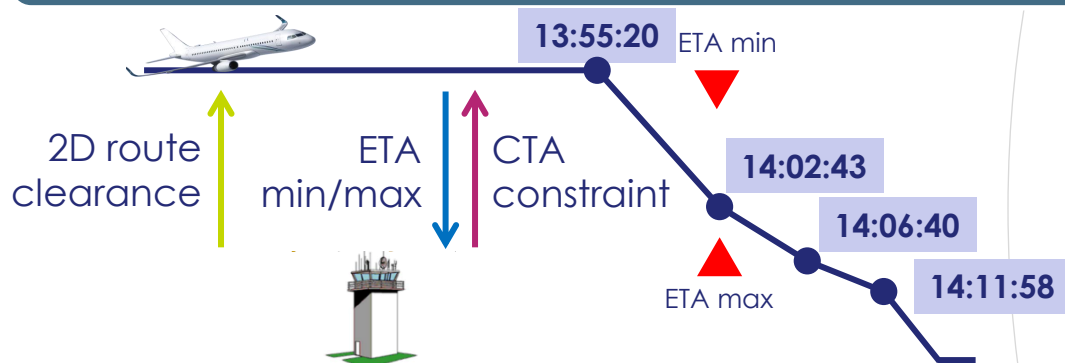 13:55:20
ETA min
2D route
clearance
ETA
min/max
CTA
constraint
14:02:43
14:06:40
ETA max
14:11:58